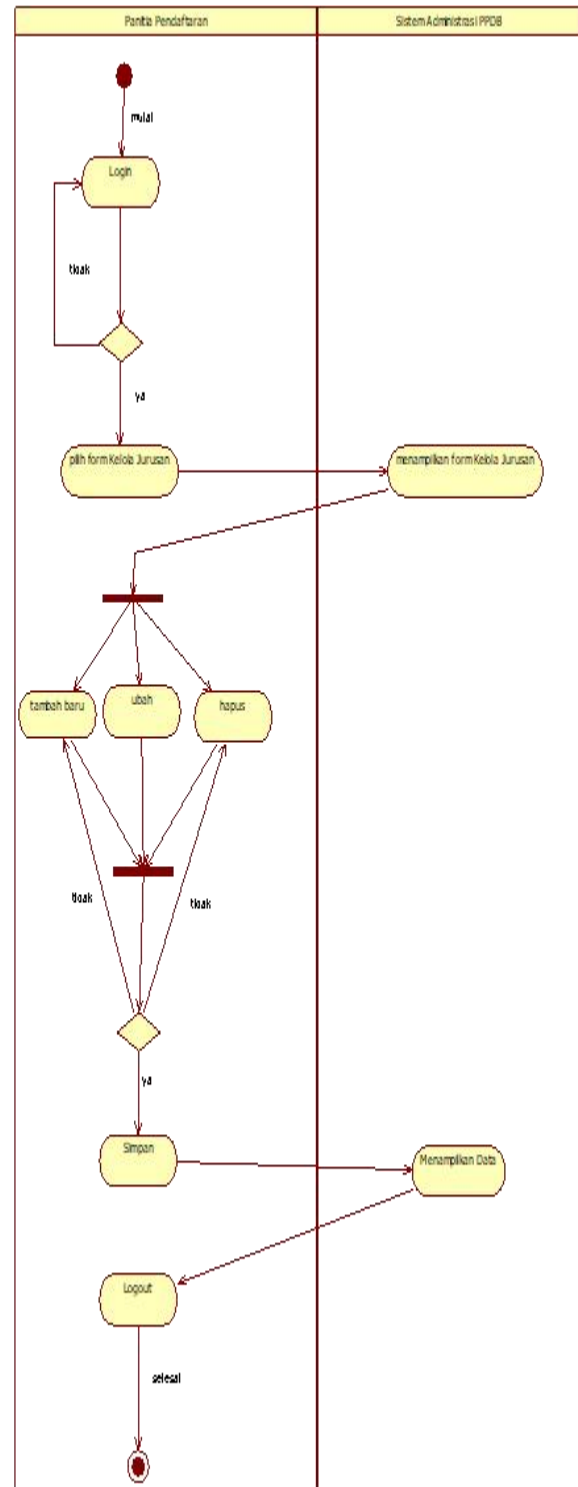 Panitia Pendaftaran
Sistem Administrasi PPDB
mulai
Login
tidak
ya
pilih form Kelola Jurusan
menampilkan form Kelola Jurusan
tambah baru
ubah
hapus
tidak
tidak
ya
Simpan
Menampilkan Data
Logout
selesai